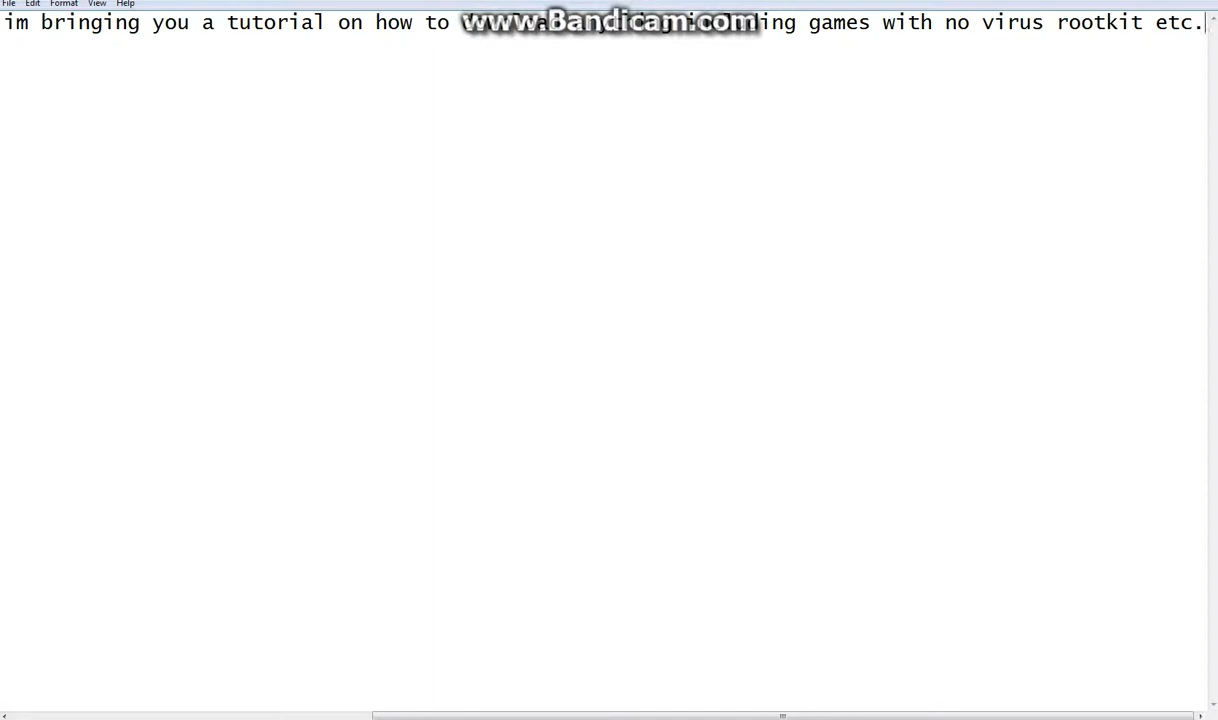 File Edit Format View Help
im bringing you a tutorial on how to games with no virus rootkit etc.
www.Bandicam.com